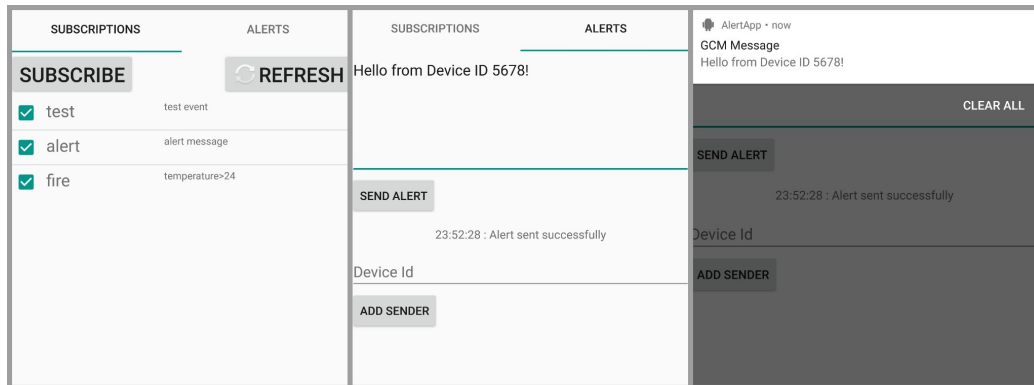 SUBSCRIPTIONS ALERTS
SUBSCRIBE REFRESH
test test event
alert alert message
fire temperature>24
SUBSCRIPTIONS ALERTS
Hello from Device ID 5678!
SEND ALERT
23:52:28 : Alert sent successfully
Device Id
ADD SENDER
AlertApp • now
GCM Message
Hello from Device ID 5678!
CLEAR ALL
SEND ALERT
23:52:28 : Alert sent successfully
Device Id
ADD SENDER